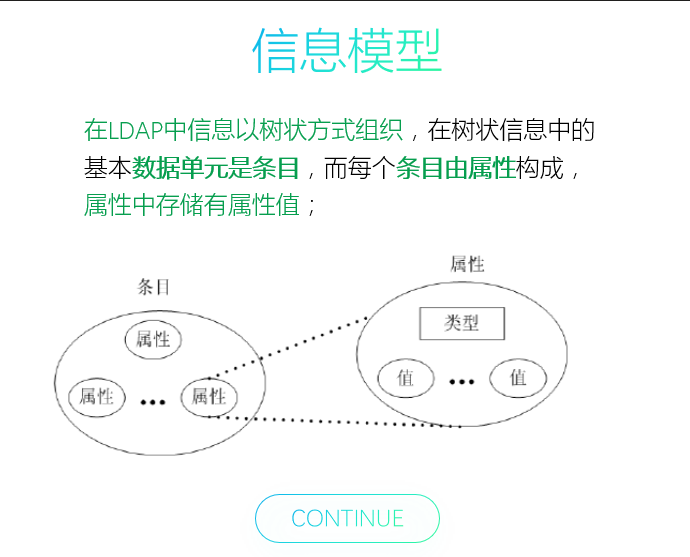 信息模型
在LDAP中信息以树状方式组织，在树状信息中的
基本数据单元是条目，而每个条目由属性构成，
属性中存储有属性值；
条目
属性
属性
属性
属性
类型
值
值
CONTINUE